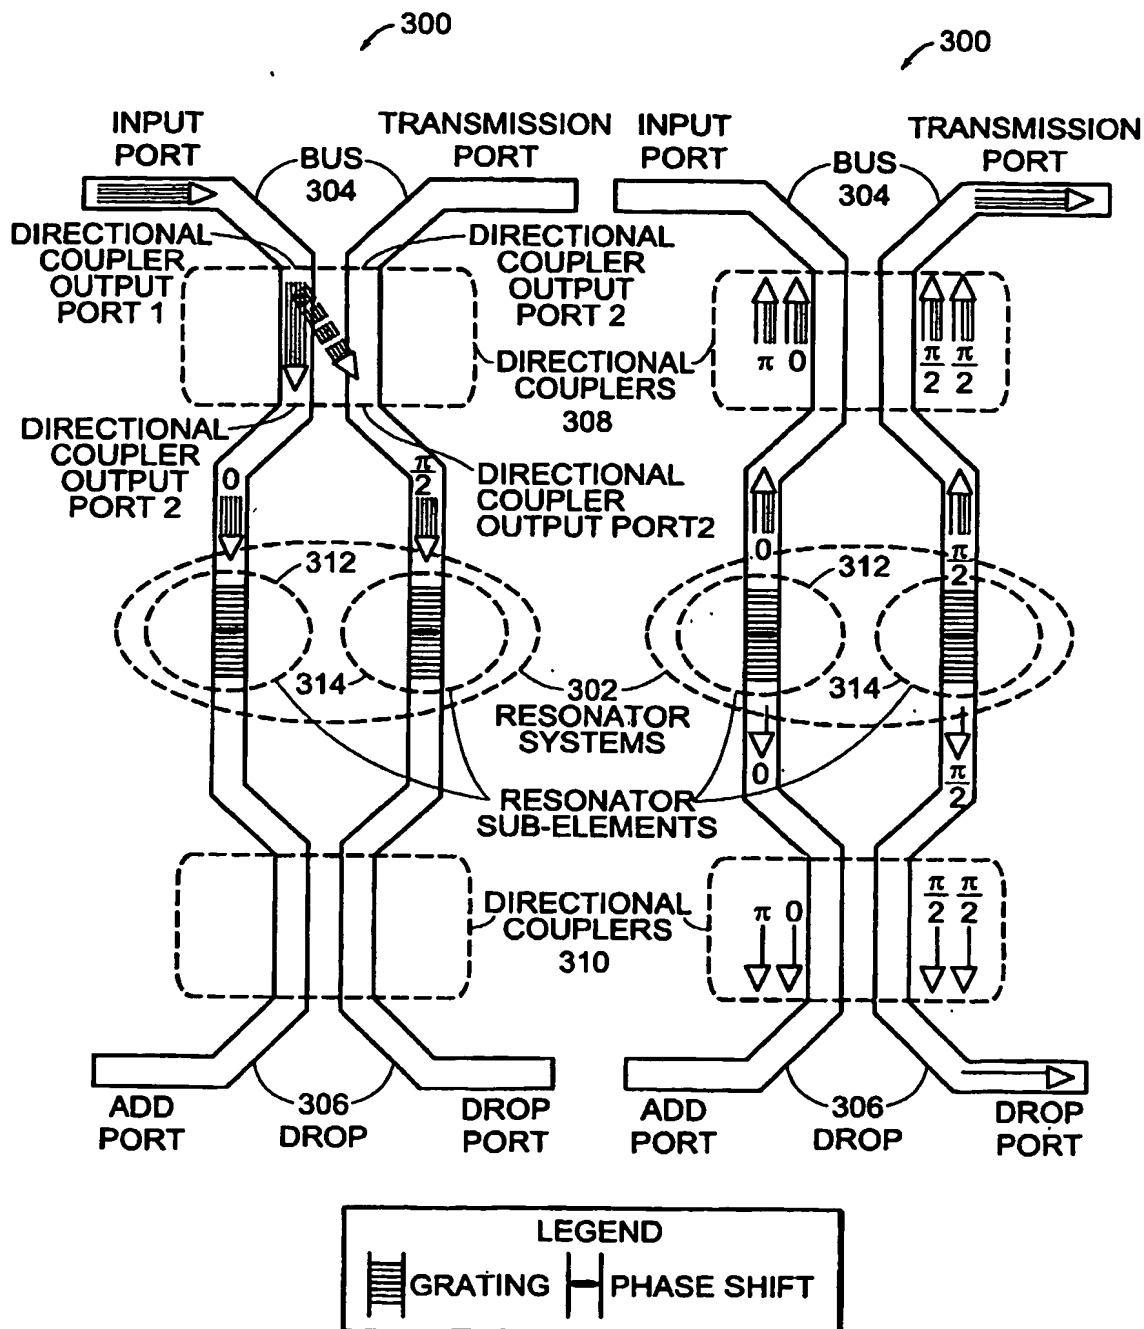 300
300
INPUT PORT
TRANSMISSION PORT
BUS 304
INPUT PORT
TRANSMISSION PORT
BUS 304
DIRECTIONAL COUPLER OUTPUT PORT 1
DIRECTIONAL COUPLER OUTPUT PORT 2
DIRECTIONAL COUPLERS 308
π 0
π/2 π/2
DIRECTIONAL COUPLER OUTPUT PORT 2
DIRECTIONAL COUPLER OUTPUT PORT2
0
π/2
0
π/2
312
314
312
314
302 RESONATOR SYSTEMS
0
π/2
RESONATOR SUB-ELEMENTS
DIRECTIONAL COUPLERS 310
π 0
π/2 π/2
ADD PORT
306 DROP
DROP PORT
ADD PORT
306 DROP
DROP PORT
LEGEND
GRATING
PHASE SHIFT